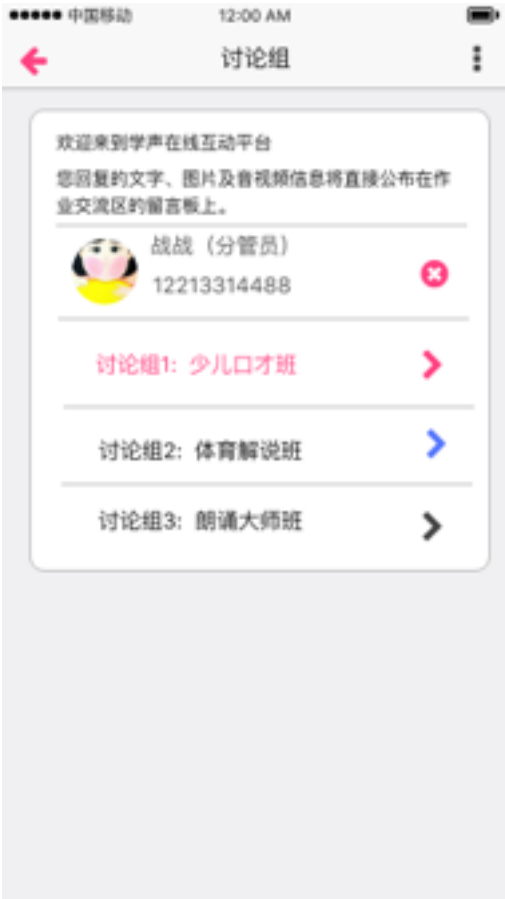 中国移动 12:00 AM
讨论组
欢迎来到学声在线互动平台
您回复的文字、图片及音视频信息将直接公布在作
业交流区的留言板上。
战战（分管员）
12213314488
讨论组1: 少儿口才班
讨论组2: 体育解说班
讨论组3: 朗诵大师班